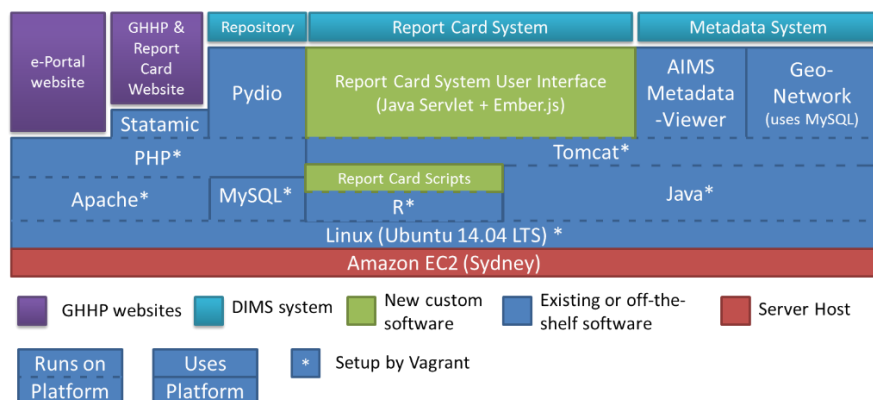 e-Portal
website
GHHP &
Report
Card
Website
Repository
Report Card System
Metadata System
Pydio
Report Card System User Interface
(Java Servlet + Ember.js)
AIMS
Metadata
-Viewer
Geo-
Network
(uses MySQL)
Statamic
PHP*
Tomcat*
Apache*
MySQL*
Report Card Scripts
R*
Java*
Linux (Ubuntu 14.04 LTS) *
Amazon EC2 (Sydney)
GHHP websites
DIMS system
New custom
software
Existing or off-the-
shelf software
Server Host
Runs on
Platform
Uses
Platform
*
Setup by Vagrant